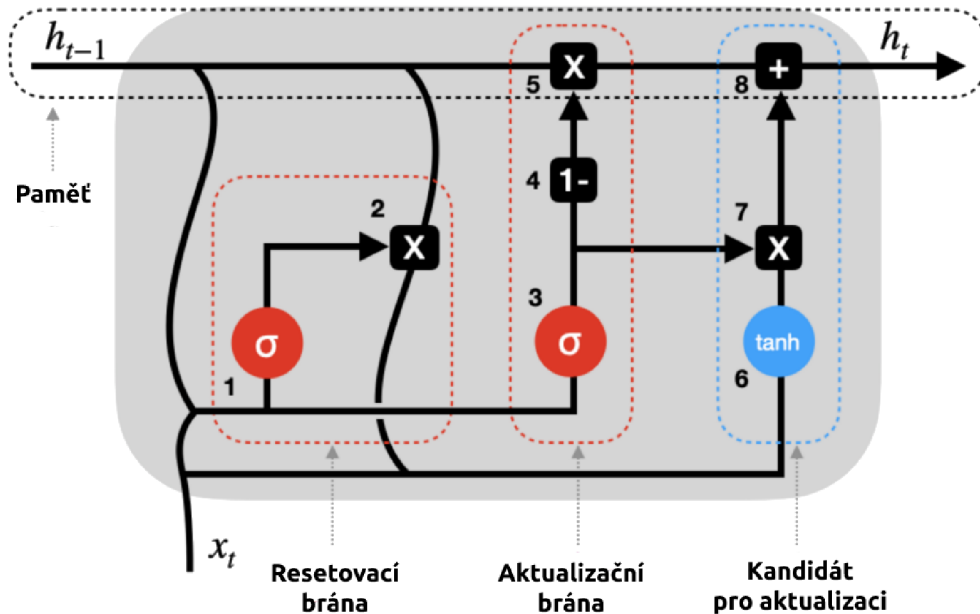 h_{t-1}
h_t
5
X
8
+
Paměť
4
1-
2
X
7
X
3
σ
σ
tanh
1
6
x_t
Resetovací
brána
Aktualizační
brána
Kandidát
pro aktualizaci